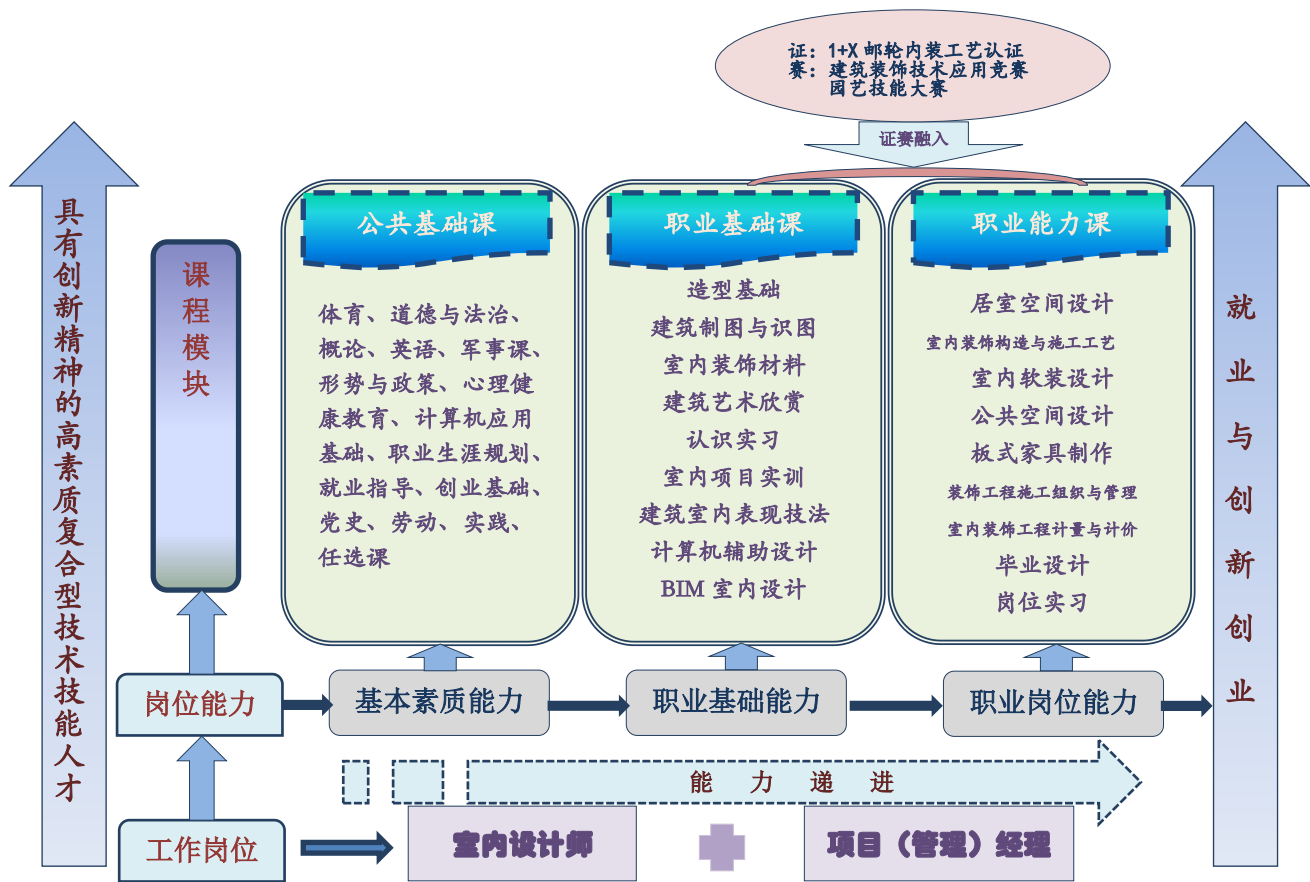 证：1+X 邮轮内装工艺认证
赛：建筑装饰技术应用竞赛
园艺技能大赛
证赛融入
具有创新精神的高素质复合型技术技能人才
课程模块
公共基础课
体育、道德与法治、
概论、英语、军事课、
形势与政策、心理健
康教育、计算机应用
基础、职业生涯规划、
就业指导、创业基础、
党史、劳动、实践、
任选课
职业基础课
造型基础
建筑制图与识图
室内装饰材料
建筑艺术欣赏
认识实习
室内项目实训
建筑室内表现技法
计算机辅助设计
BIM 室内设计
职业能力课
居室空间设计
室内装饰构造与施工工艺
室内软装设计
公共空间设计
板式家具制作
装饰工程施工组织与管理
室内装饰工程计量与计价
毕业设计
岗位实习
就业与创新创业
岗位能力
基本素质能力
职业基础能力
职业岗位能力
能力递进
工作岗位
室内设计师
项目（管理）经理